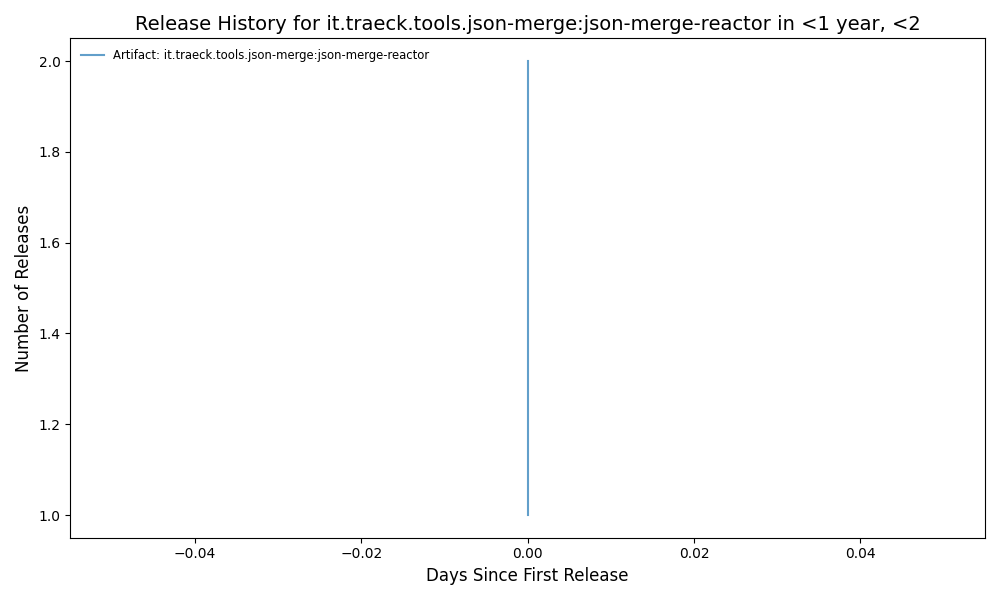 Release History for it.traeck.tools.json-merge:json-merge-reactor in <1 year, <2
Artifact: it.traeck.tools.json-merge:json-merge-reactor
2.0
1.8
1.6
1.4
1.2
1.0
Number of Releases
−0.04
−0.02
0.00
0.02
0.04
Days Since First Release